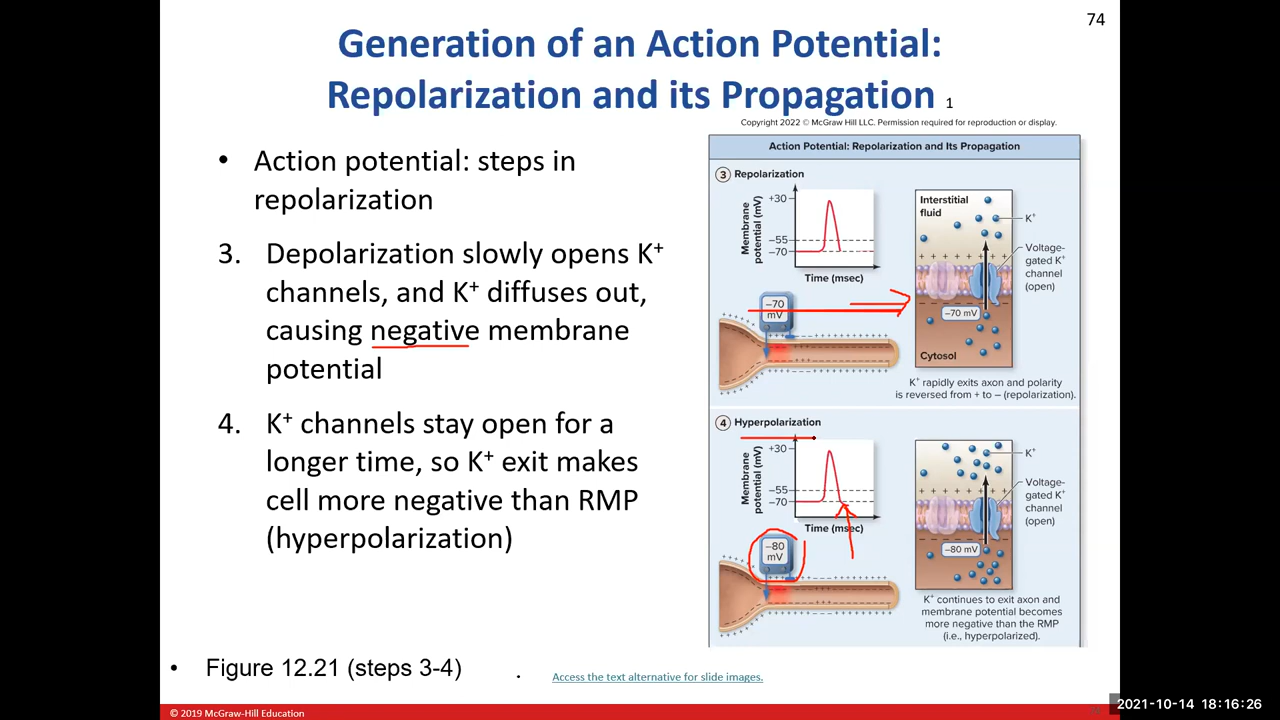 74
Generation of an Action Potential:
Repolarization and its Propagation 1
Copyright 2022 © McGraw Hill LLC. Permission required for reproduction or display.
• Action potential: steps in
repolarization
3. Depolarization slowly opens K+
channels, and K+ diffuses out,
causing negative membrane
potential
4. K+ channels stay open for a
longer time, so K+ exit makes
cell more negative than RMP
(hyperpolarization)
• Figure 12.21 (steps 3-4)
Action Potential: Repolarization and Its Propagation
3 Repolarization
Membrane
potential (mV)
+30
−55
−70
Time (msec)
−70
mV
Interstitial
fluid
K+
Voltage-
gated K+
channel
(open)
−70 mV
Cytosol
K+ rapidly exits axon and polarity
is reversed from + to − (repolarization).
4 Hyperpolarization
Membrane
potential (mV)
+30
−55
−70
Time (msec)
−80
mV
K+
Voltage-
gated K+
channel
(open)
−80 mV
K+ continues to exit axon and
membrane potential becomes
more negative than the RMP
(i.e., hyperpolarized).
• Access the text alternative for slide images.
© 2019 McGraw-Hill Education
2021-10-14 18:16:26